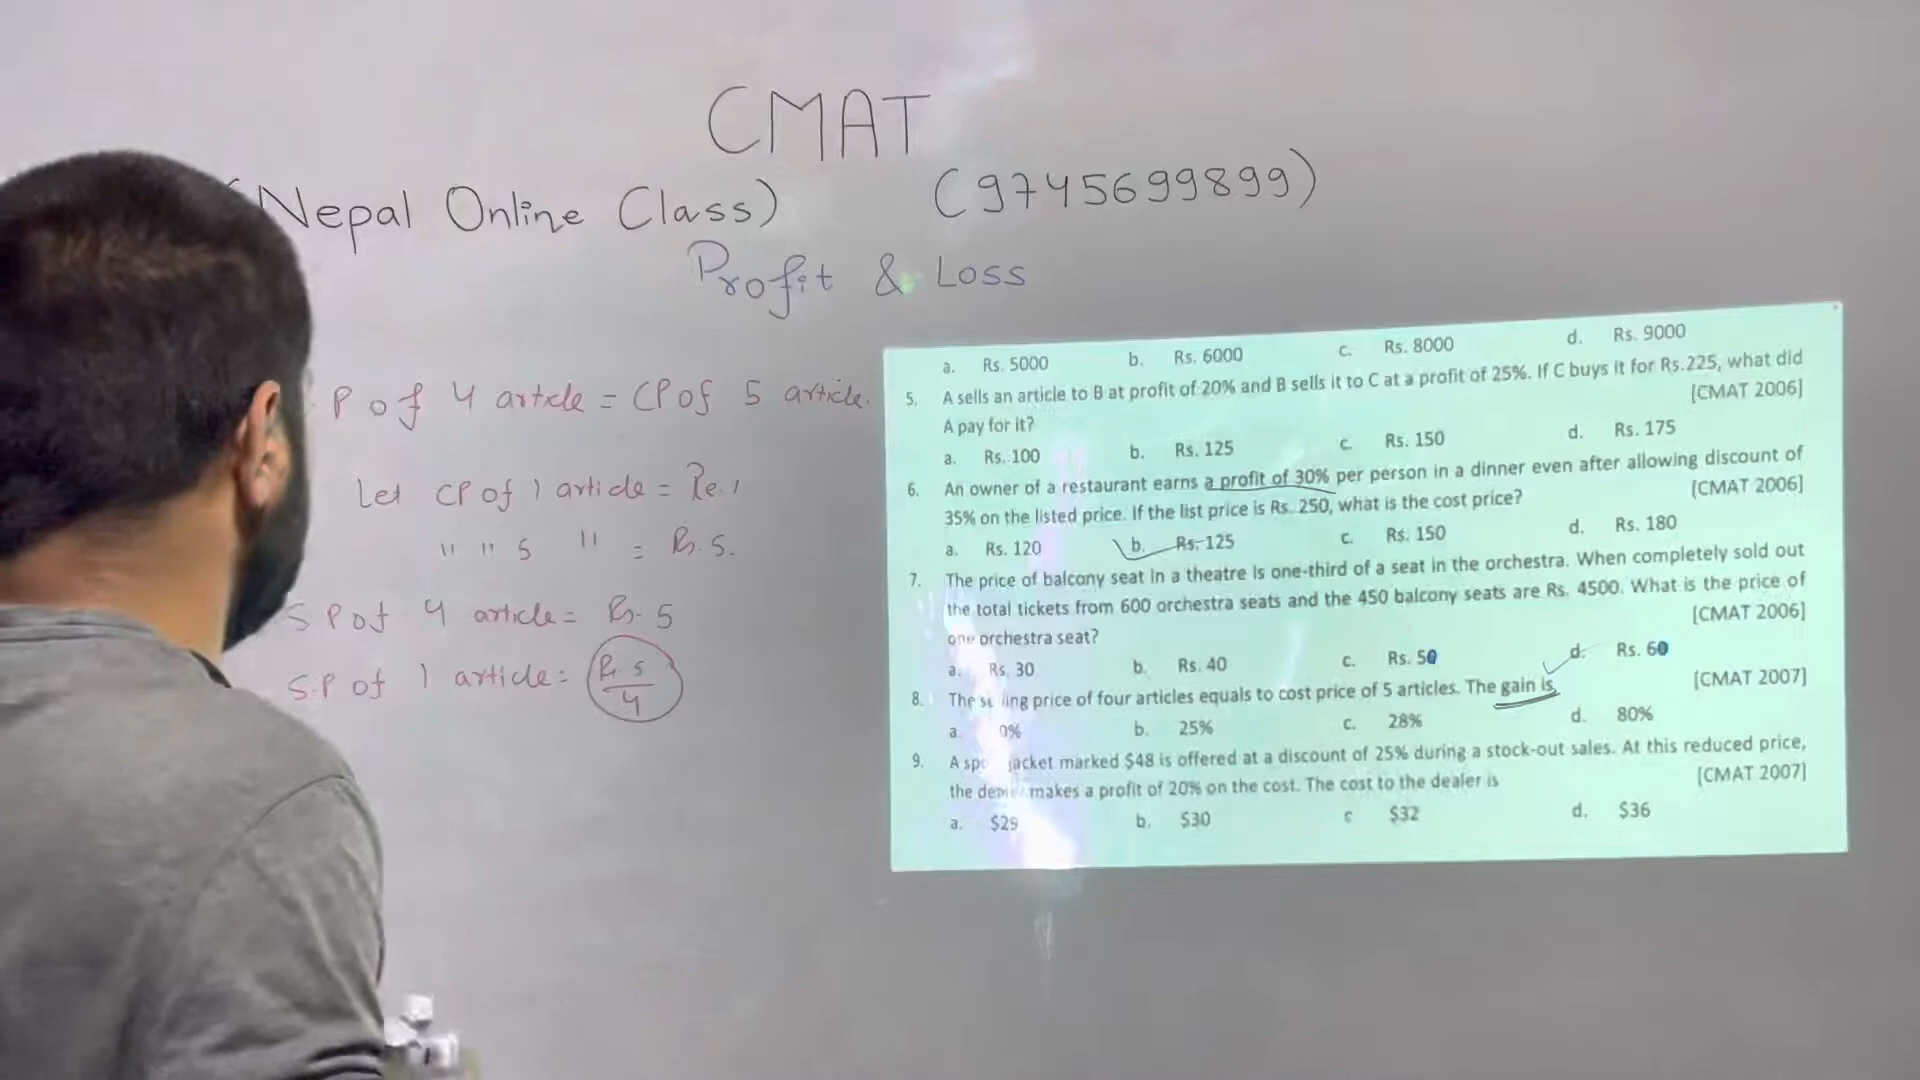 CMAT
(Nepal Online Class) (9745699899)
Profit & Loss
P of 4 article = CP of 5 article.
Let CP of 1 article = Re. 1
" " 5 " = Rs. 5.
S P of 4 article = Rs. 5
S.P of 1 article = Rs. 5/4
a. Rs. 5000 b. Rs. 6000 c. Rs. 8000 d. Rs. 9000
5. A sells an article to B at profit of 20% and B sells it to C at a profit of 25%. If C buys it for Rs.225, what did
A pay for it? [CMAT 2006]
a. Rs. 100 b. Rs. 125 c. Rs. 150 d. Rs. 175
6. An owner of a restaurant earns a profit of 30% per person in a dinner even after allowing discount of
35% on the listed price. If the list price is Rs. 250, what is the cost price? [CMAT 2006]
a. Rs. 120 b. Rs. 125 c. Rs. 150 d. Rs. 180
7. The price of balcony seat in a theatre is one-third of a seat in the orchestra. When completely sold out
the total tickets from 600 orchestra seats and the 450 balcony seats are Rs. 4500. What is the price of
one orchestra seat? [CMAT 2006]
a. Rs. 30 b. Rs. 40 c. Rs. 50 d. Rs. 60
8. The selling price of four articles equals to cost price of 5 articles. The gain is [CMAT 2007]
a. 0% b. 25% c. 28% d. 80%
9. A jacket marked $48 is offered at a discount of 25% during a stock-out sales. At this reduced price,
the makes a profit of 20% on the cost. The cost to the dealer is [CMAT 2007]
a. $29 b. $30 c $32 d. $36